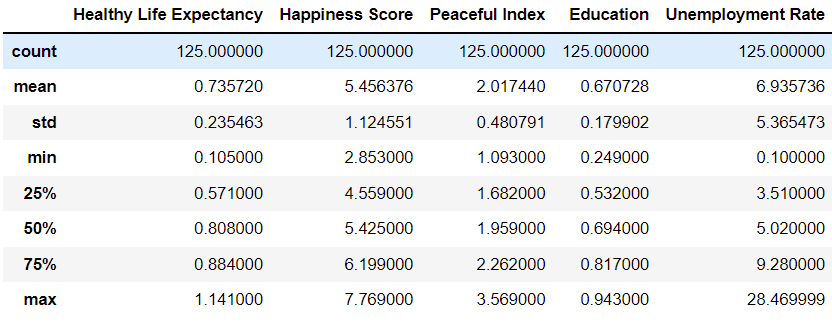 Healthy Life Expectancy Happiness Score Peaceful Index Education Unemployment Rate
count 125.000000 125.000000 125.000000 125.000000 125.000000
mean 0.735720 5.456376 2.017440 0.670728 6.935736
std 0.235463 1.124551 0.480791 0.179902 5.365473
min 0.105000 2.853000 1.093000 0.249000 0.100000
25% 0.571000 4.559000 1.682000 0.532000 3.510000
50% 0.808000 5.425000 1.959000 0.694000 5.020000
75% 0.884000 6.199000 2.262000 0.817000 9.280000
max 1.141000 7.769000 3.569000 0.943000 28.469999